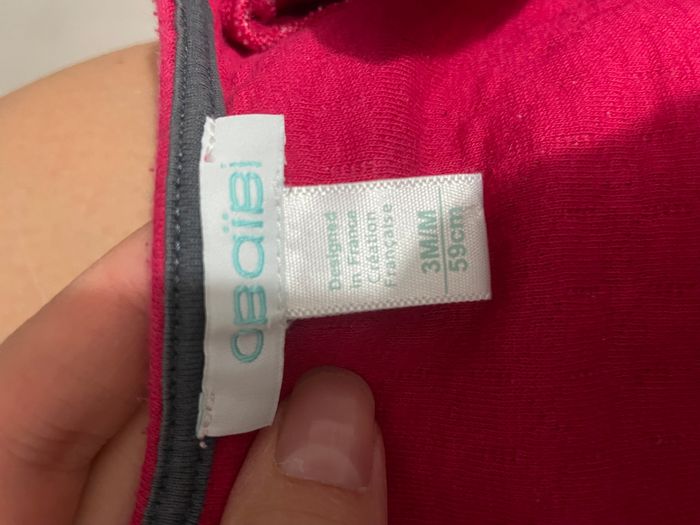 OBAïBi
Designed
in France
Création
Française
3M/M
59cm